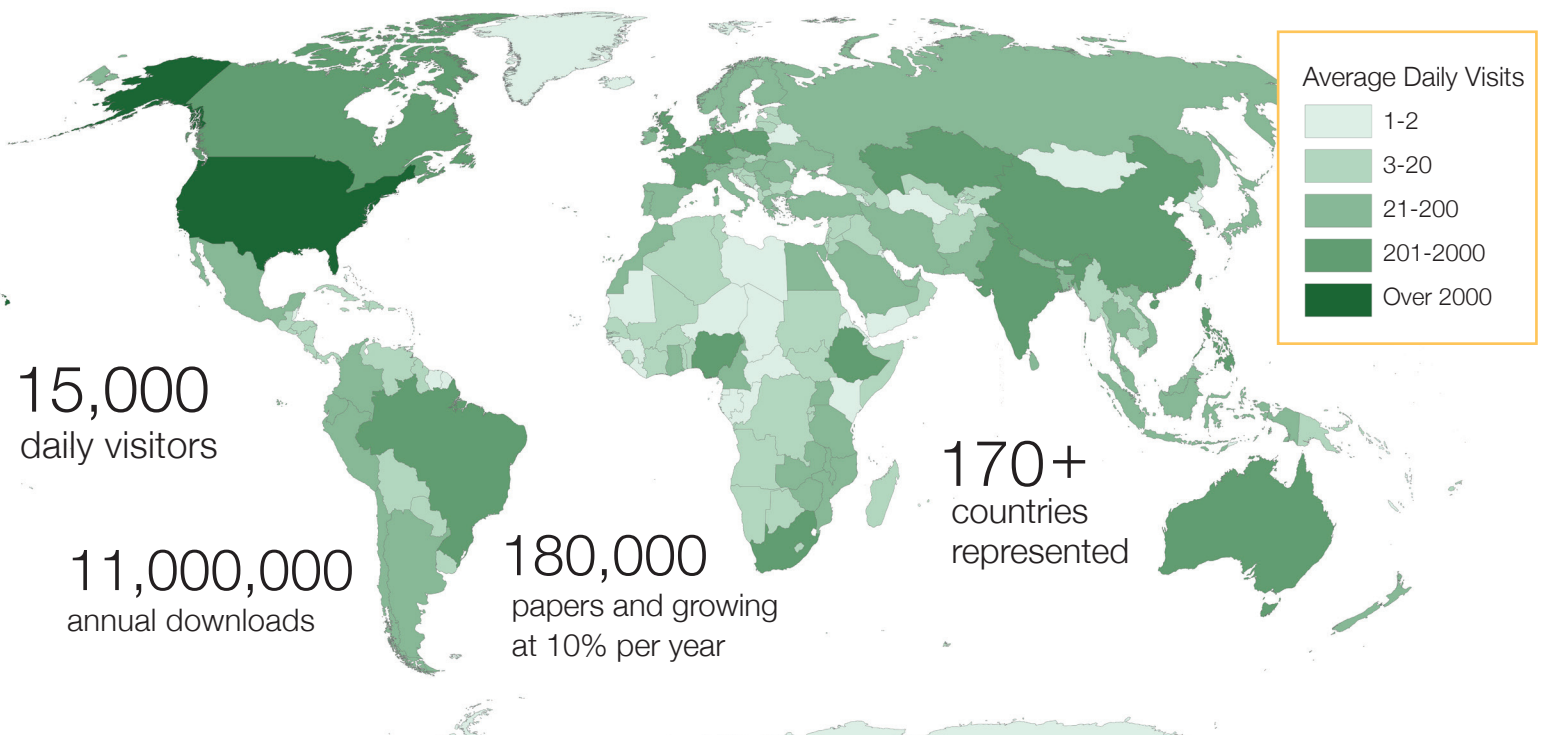 Average Daily Visits
1-2
3-20
21-200
201-2000
Over 2000
15,000
daily visitors
11,000,000
annual downloads
180,000
papers and growing
at 10% per year
170+
countries
represented